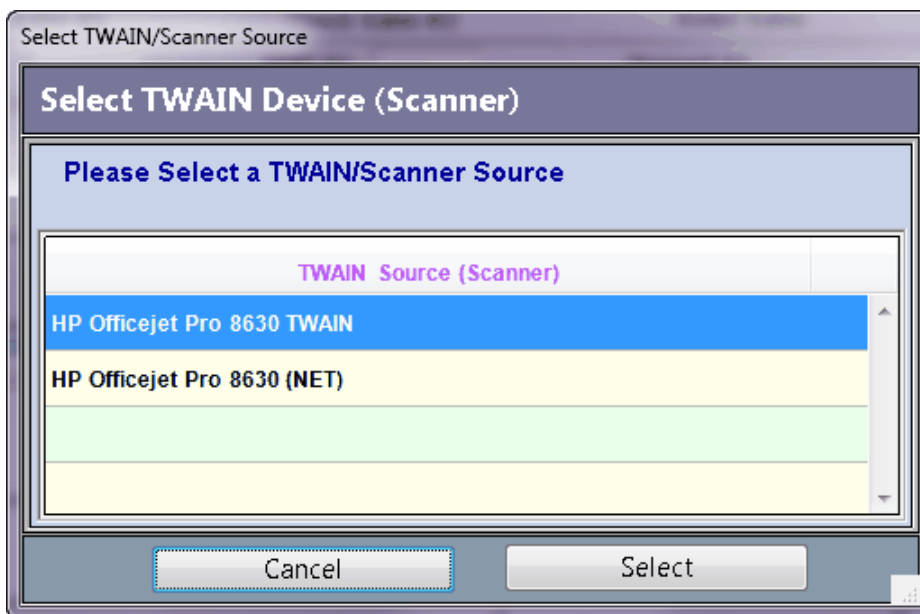 Select TWAIN/Scanner Source
Select TWAIN Device (Scanner)
Please Select a TWAIN/Scanner Source
TWAIN Source (Scanner)
HP Officejet Pro 8630 TWAIN
HP Officejet Pro 8630 (NET)
Cancel Select